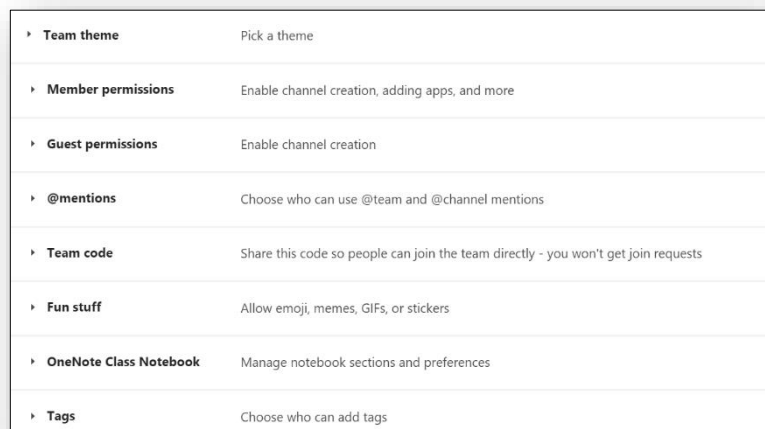 Team theme Pick a theme
Member permissions Enable channel creation, adding apps, and more
Guest permissions Enable channel creation
@mentions Choose who can use @team and @channel mentions
Team code Share this code so people can join the team directly - you won't get join requests
Fun stuff Allow emoji, memes, GIFs, or stickers
OneNote Class Notebook Manage notebook sections and preferences
Tags Choose who can add tags